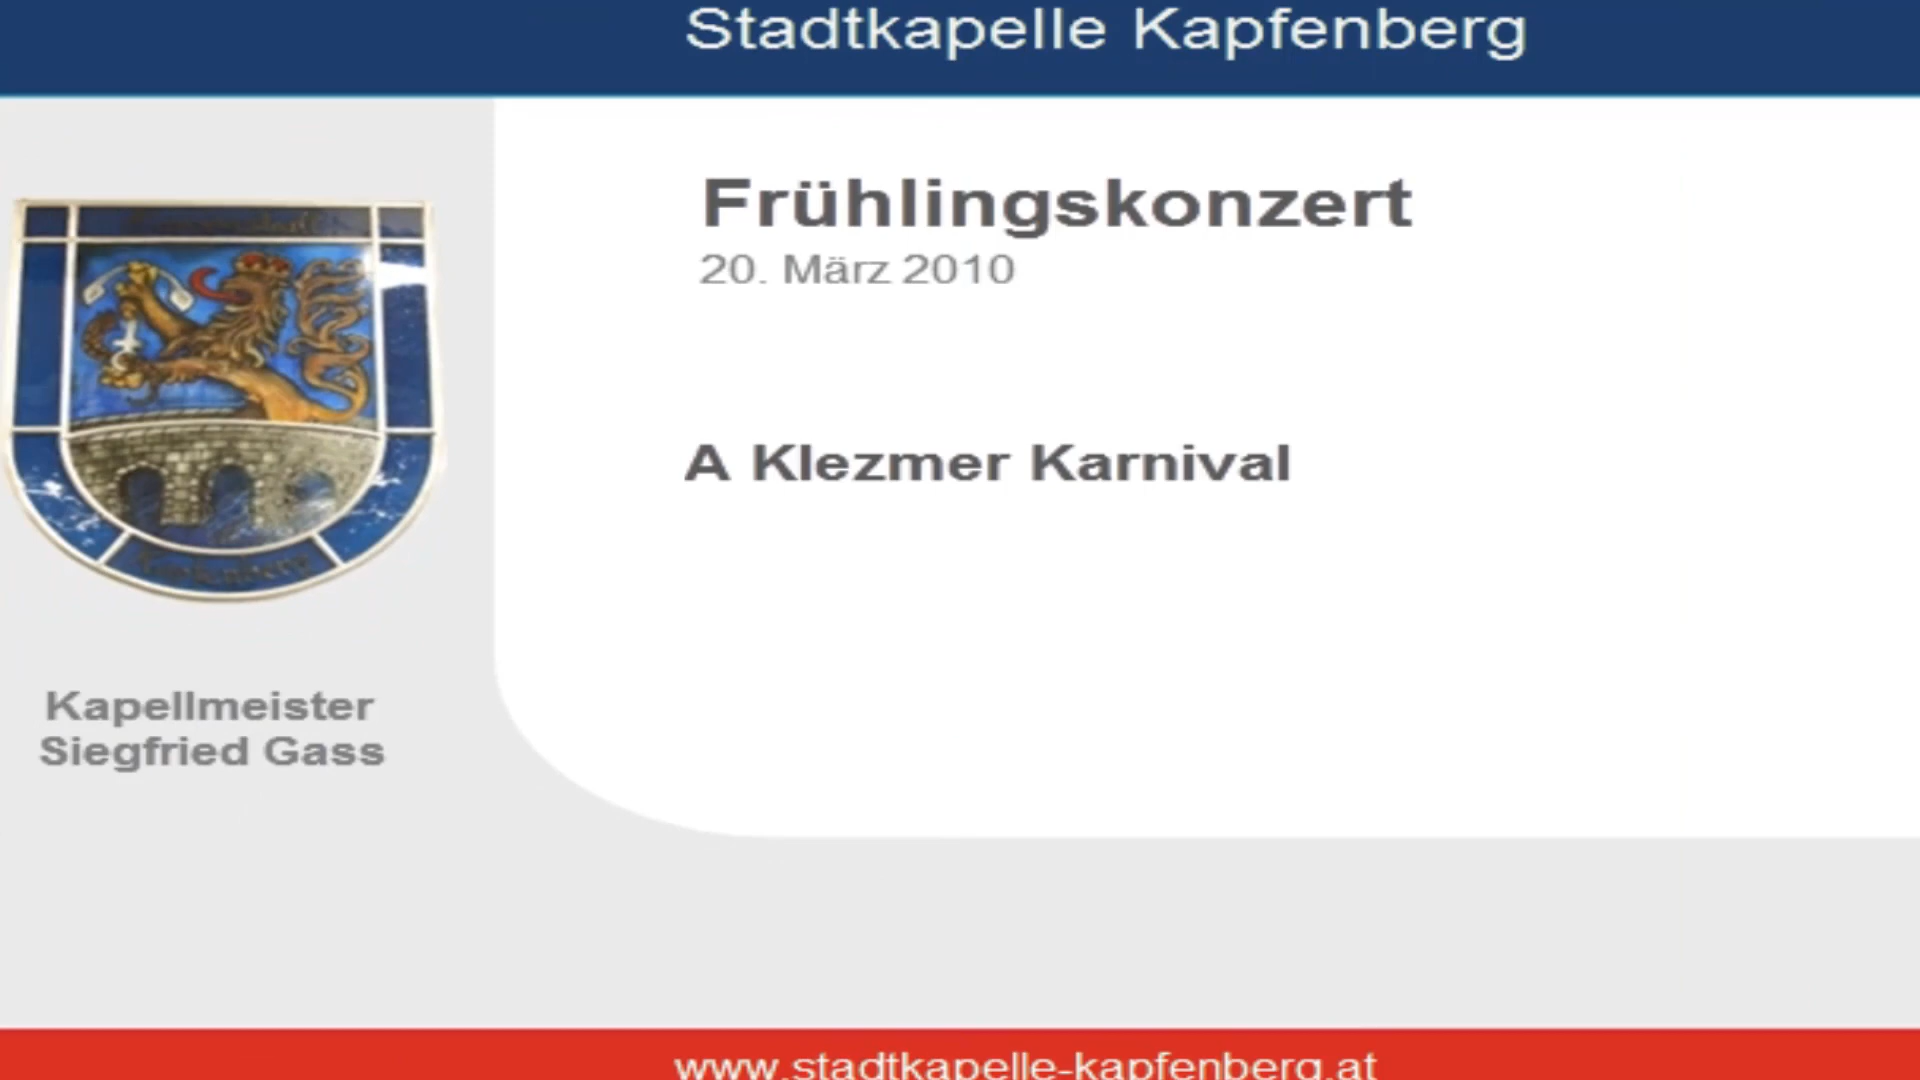 Stadtkapelle Kapfenberg
Frühlingskonzert
20. März 2010
A Klezmer Karnival
Kapellmeister
Siegfried Gass
www.stadtkapelle-kapfenberg.at